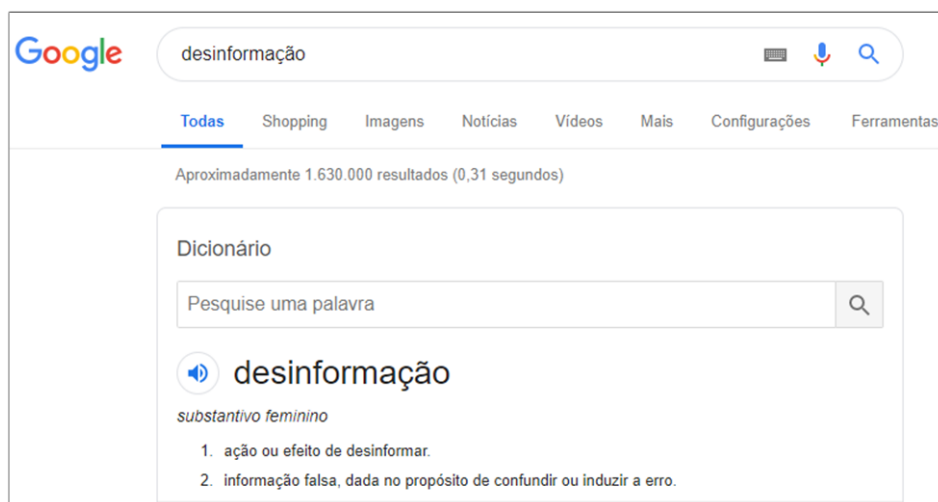 Google desinformação
Todas Shopping Imagens Notícias Vídeos Mais Configurações Ferramentas
Aproximadamente 1.630.000 resultados (0,31 segundos)
Dicionário
Pesquise uma palavra
desinformação
substantivo feminino
1. ação ou efeito de desinformar.
2. informação falsa, dada no propósito de confundir ou induzir a erro.